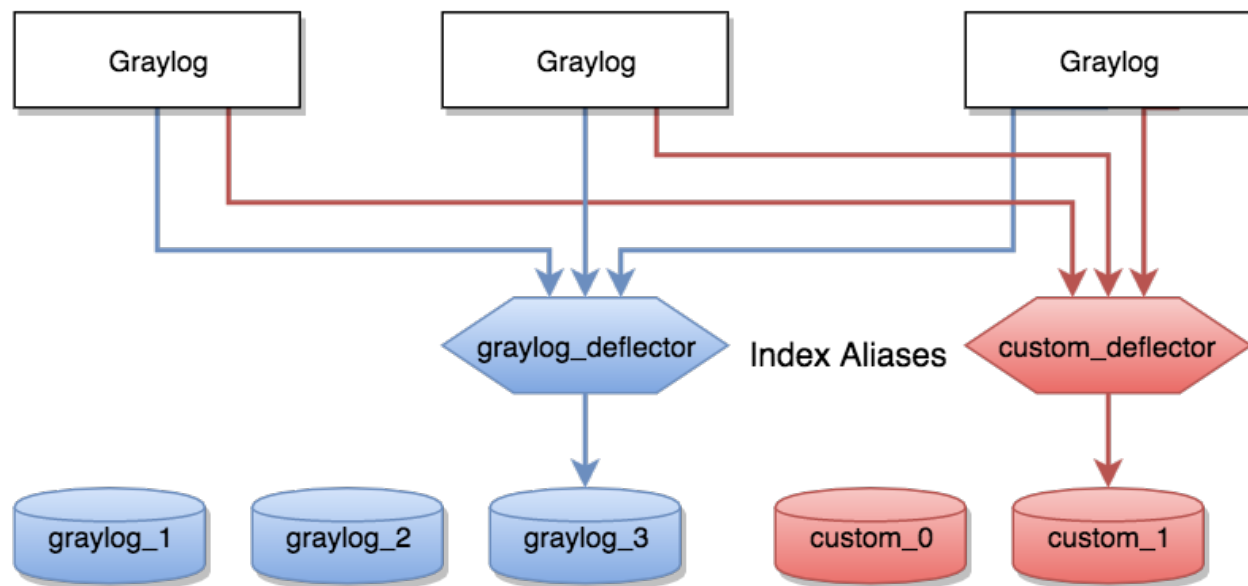 Graylog
Graylog
Graylog
graylog_deflector
Index Aliases
custom_deflector
graylog_1
graylog_2
graylog_3
custom_0
custom_1